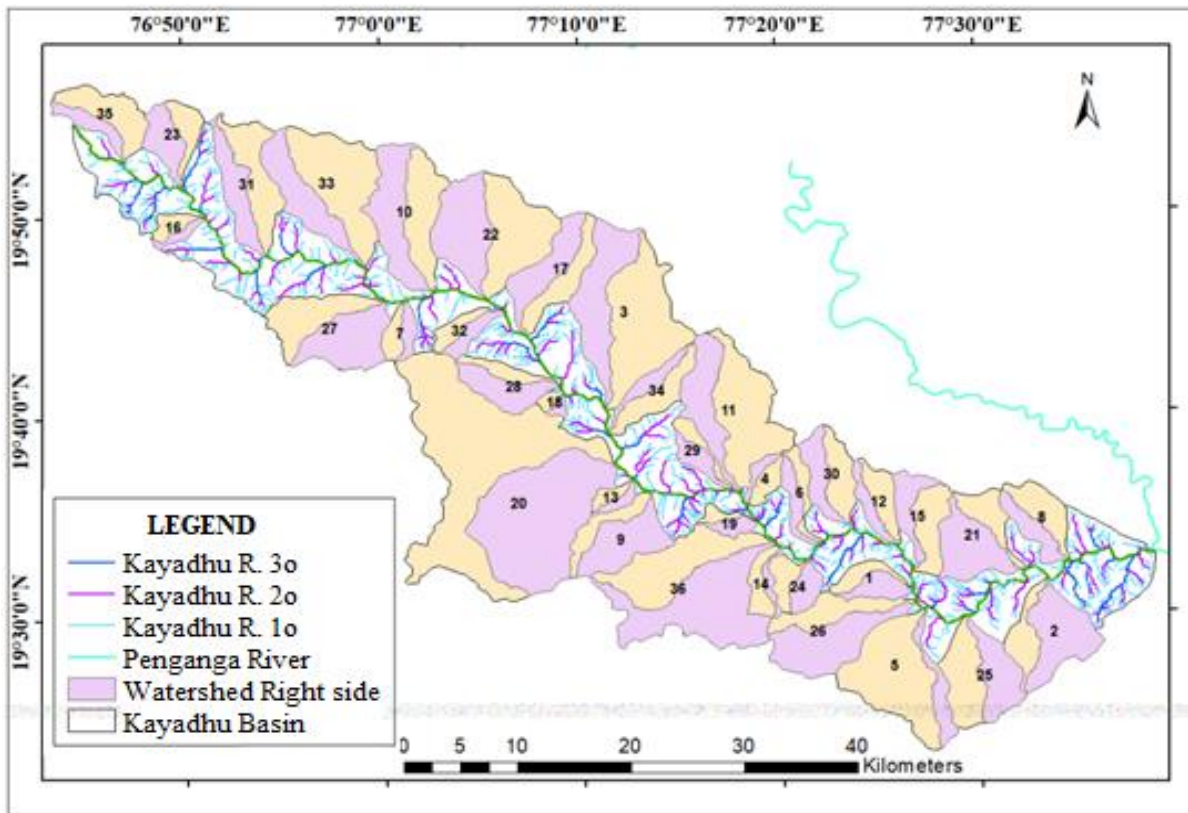 76°50'0"E 77°0'0"E 77°10'0"E 77°20'0"E 77°30'0"E
N
19°50'0"N
19°40'0"N
19°30'0"N
35
23
31
33
10
22
16
17
3
27
7
32
28
18
34
11
29
4
6
30
12
15
20
13
9
19
21
8
36
14
24
1
26
5
25
2
LEGEND
Kayadhu R. 3o
Kayadhu R. 2o
Kayadhu R. 1o
Penganga River
Watershed Right side
Kayadhu Basin
0 5 10 20 30 40
Kilometers